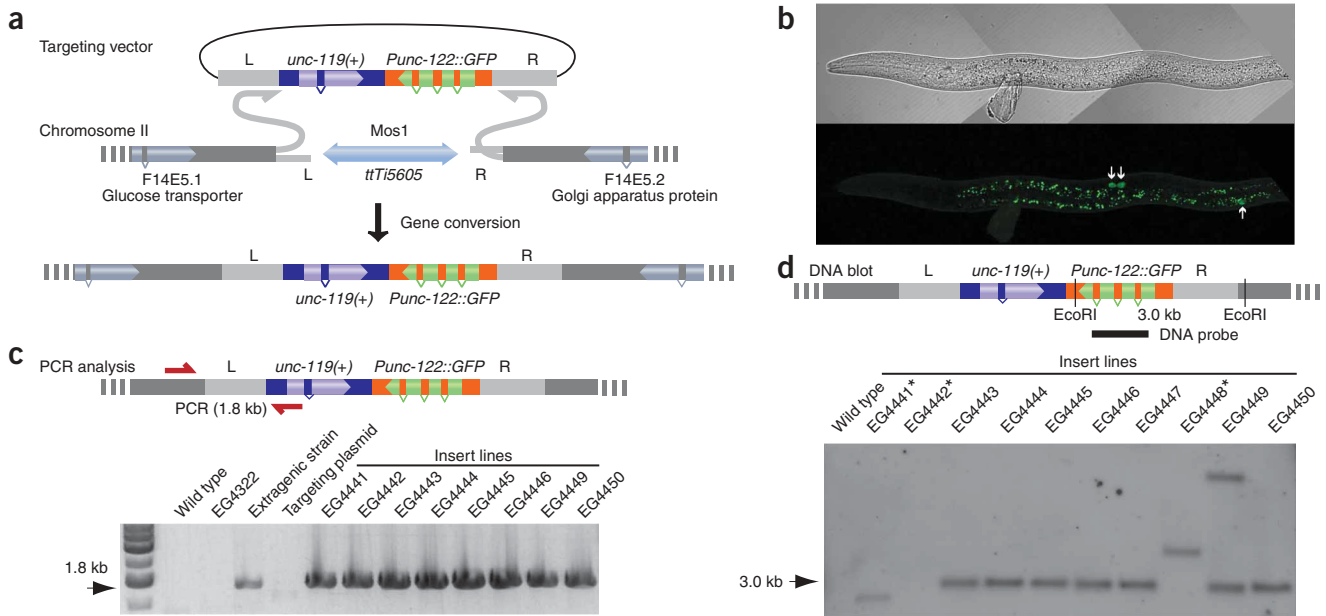 a
Targeting vector
L
unc-119(+)
Punc-122::GFP
R
Chromosome II
Mos1
L
ttTi5605
R
F14E5.1
Glucose transporter
F14E5.2
Golgi apparatus protein
Gene conversion
L
R
unc-119(+)
Punc-122::GFP
b
c
PCR analysis
L
unc-119(+)
Punc-122::GFP
R
PCR (1.8 kb)
Insert lines
Wild type
EG4322
Extragenic strain
Targeting plasmid
EG4441
EG4442
EG4443
EG4444
EG4445
EG4446
EG4449
EG4450
1.8 kb
d
DNA blot
L
unc-119(+)
Punc-122::GFP
R
EcoRI
3.0 kb
EcoRI
DNA probe
Insert lines
Wild type
EG4441*
EG4442*
EG4443
EG4444
EG4445
EG4446
EG4447
EG4448*
EG4449
EG4450
3.0 kb